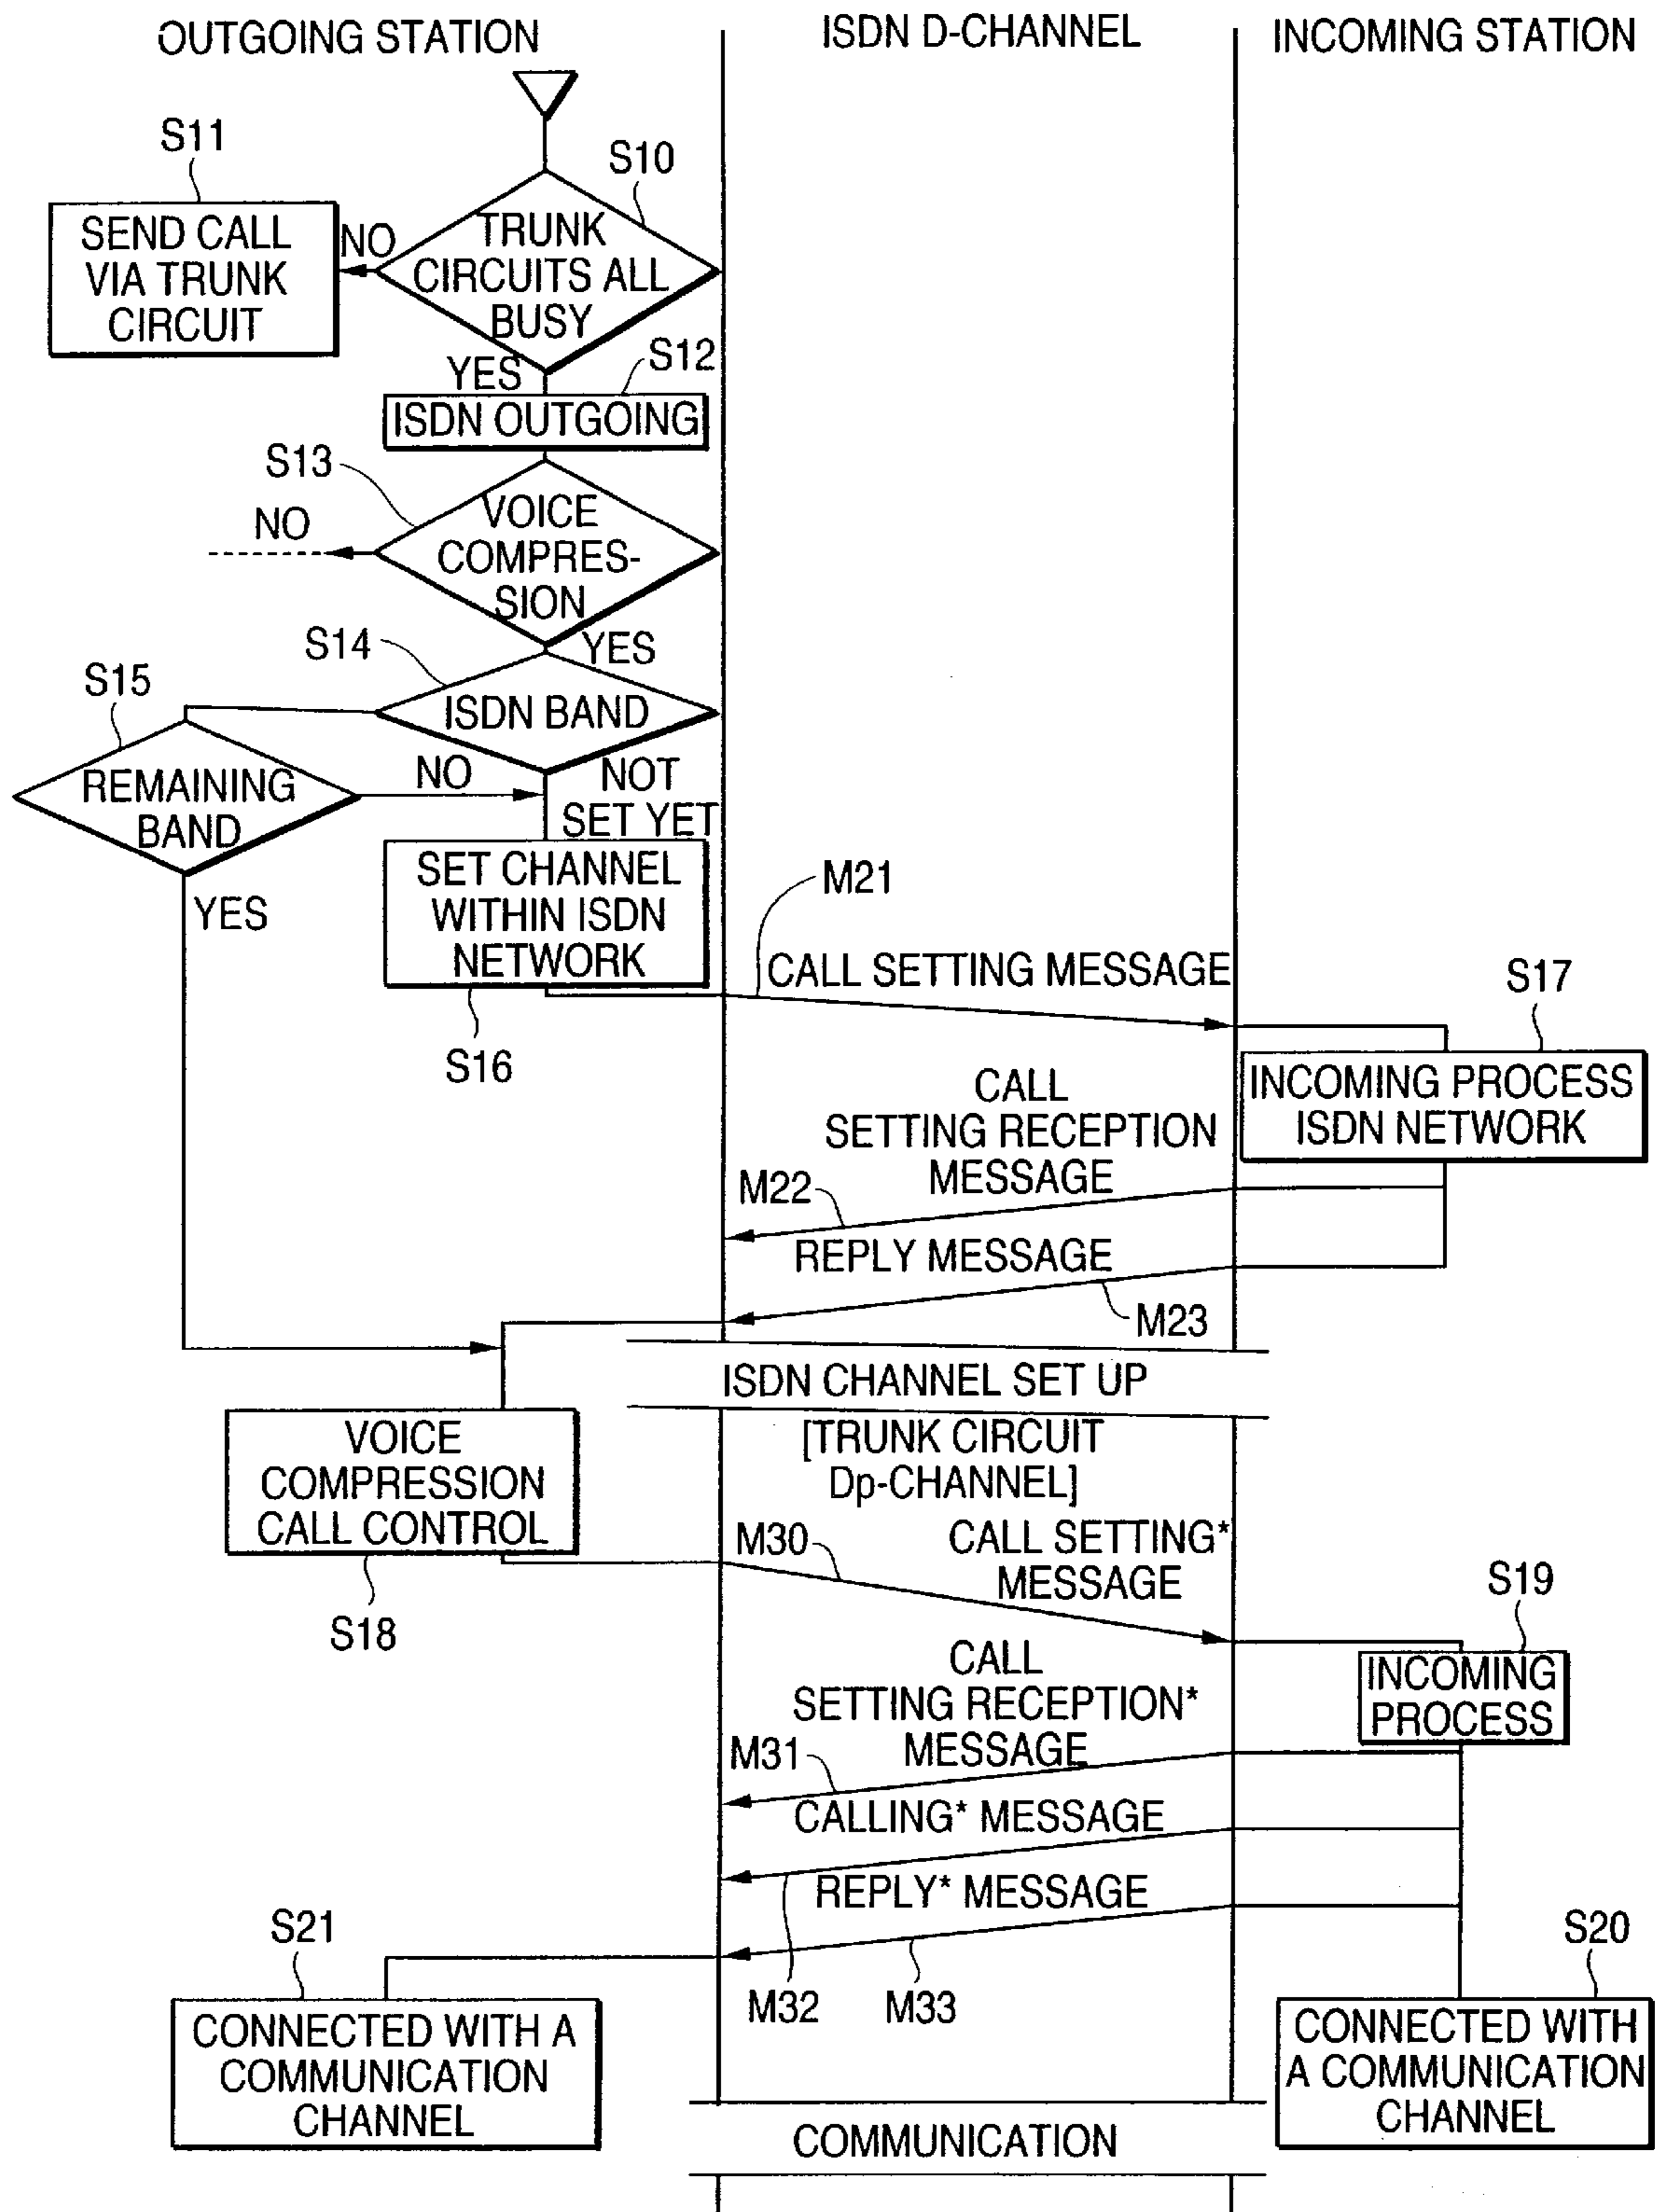 OUTGOING STATION
ISDN D-CHANNEL
INCOMING STATION
S11
S10
SEND CALL
VIA TRUNK
CIRCUIT
NO
TRUNK
CIRCUITS ALL
BUSY
YES
S12
ISDN OUTGOING
S13
NO
VOICE
COMPRES-
SION
S14
YES
S15
ISDN BAND
REMAINING
BAND
NO
NOT
SET YET
YES
SET CHANNEL
WITHIN ISDN
NETWORK
S16
M21
CALL SETTING MESSAGE
S17
INCOMING PROCESS
ISDN NETWORK
CALL
SETTING RECEPTION
MESSAGE
M22
REPLY MESSAGE
M23
ISDN CHANNEL SET UP
[TRUNK CIRCUIT
Dp-CHANNEL]
VOICE
COMPRESSION
CALL CONTROL
S18
M30
CALL SETTING*
MESSAGE
S19
INCOMING
PROCESS
CALL
SETTING RECEPTION*
MESSAGE
M31
CALLING* MESSAGE
REPLY* MESSAGE
M32
M33
S21
S20
CONNECTED WITH A
COMMUNICATION
CHANNEL
CONNECTED WITH
A COMMUNICATION
CHANNEL
COMMUNICATION